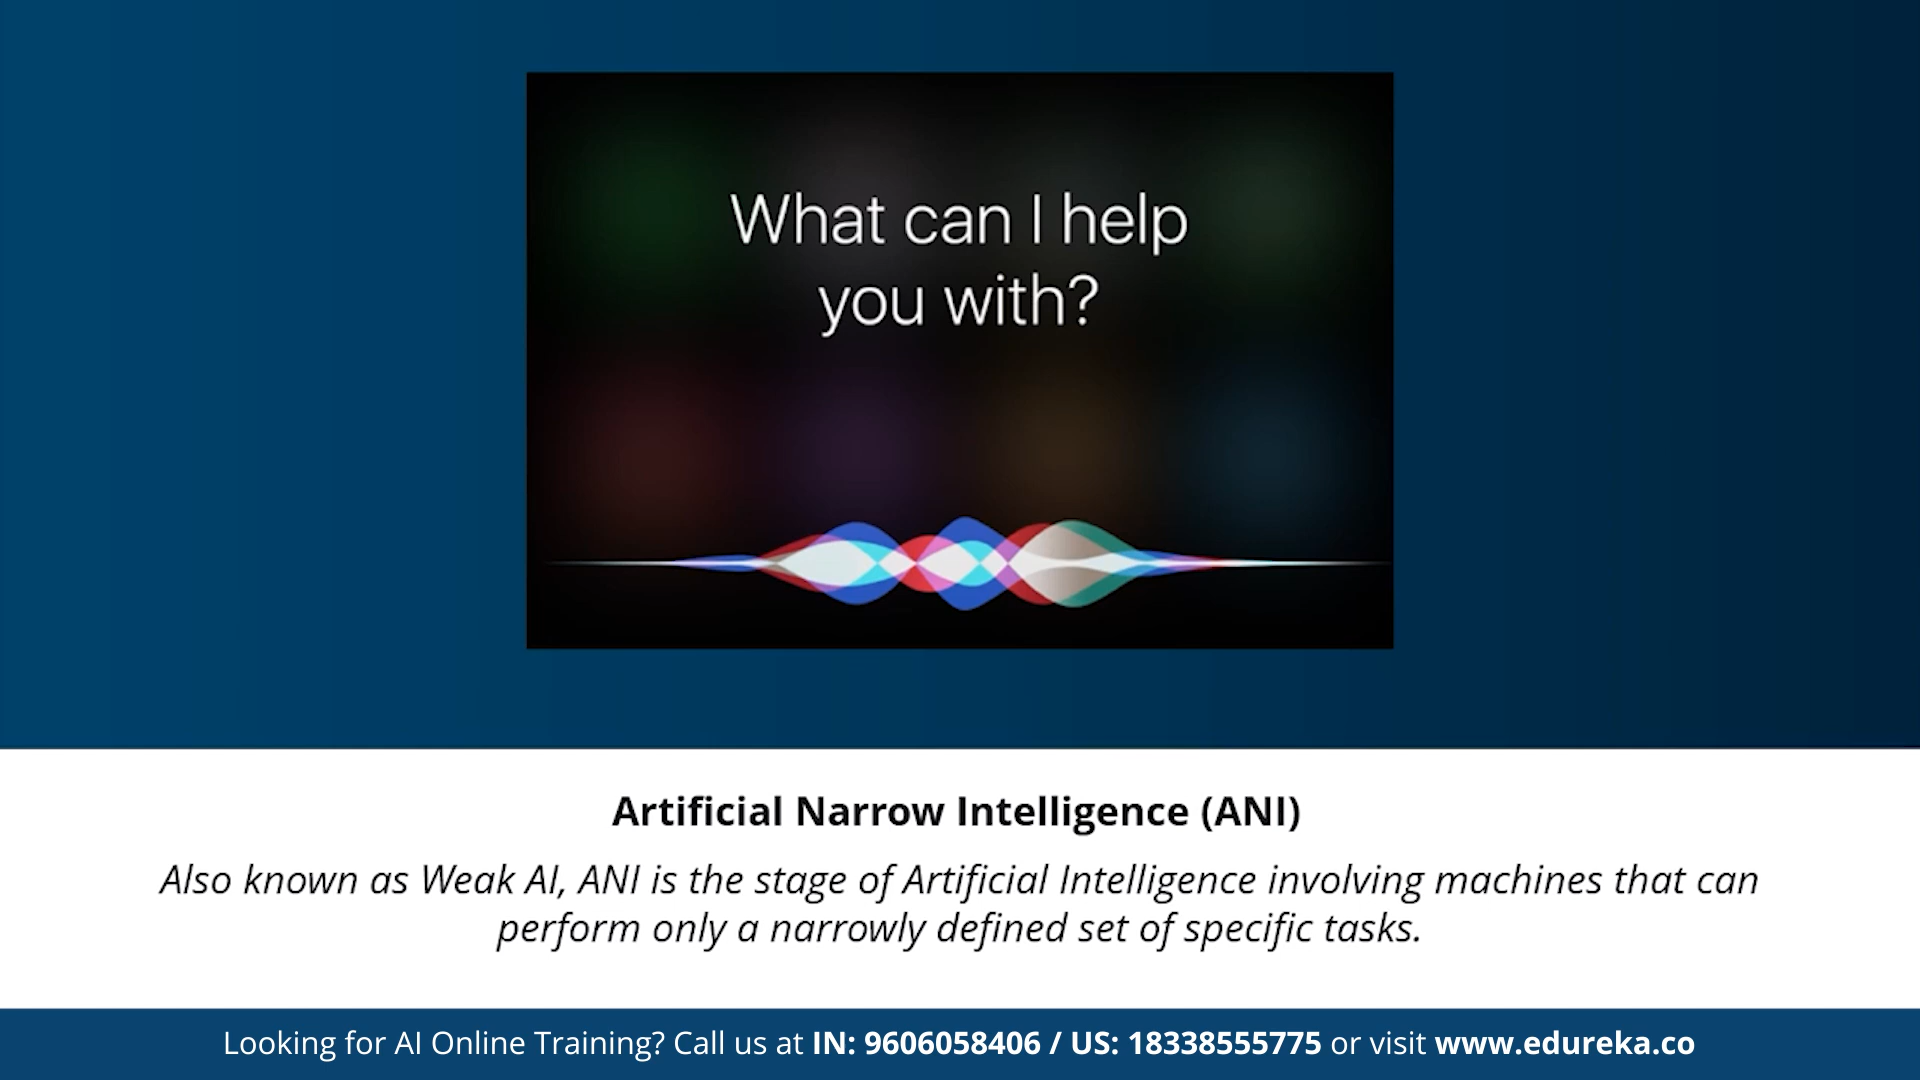 What can I help
you with?
Artificial Narrow Intelligence (ANI)
Also known as Weak AI, ANI is the stage of Artificial Intelligence involving machines that can
perform only a narrowly defined set of specific tasks.
Looking for AI Online Training? Call us at IN: 9606058406 / US: 18338555775 or visit www.edureka.co